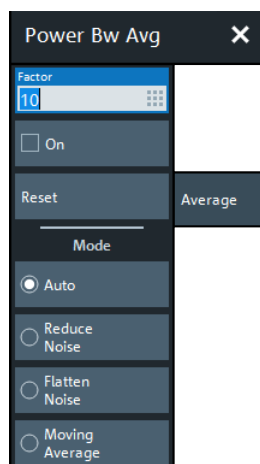 Power Bw Avg
Factor
10
On
Reset
Average
Mode
Auto
Reduce
Noise
Flatten
Noise
Moving
Average